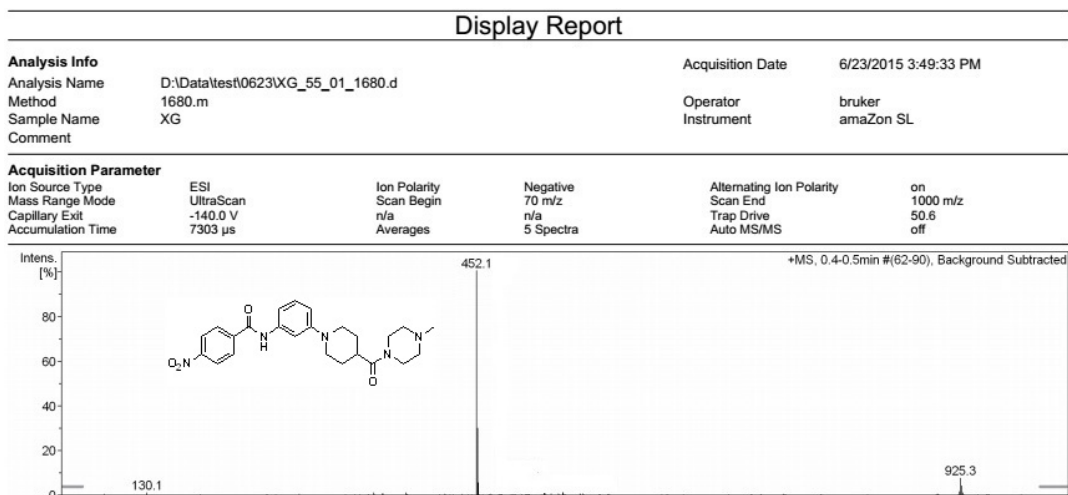 Display Report
Analysis Info
Acquisition Date 6/23/2015 3:49:33 PM
Analysis Name D:\Data\test\0623\XG_55_01_1680.d
Method 1680.m
Operator bruker
Sample Name XG
Instrument amaZon SL
Comment
Acquisition Parameter
Ion Source Type ESI Ion Polarity Negative Alternating Ion Polarity on
Mass Range Mode UltraScan Scan Begin 70 m/z Scan End 1000 m/z
Capillary Exit -140.0 V n/a n/a Trap Drive 50.6
Accumulation Time 7303 µs Averages 5 Spectra Auto MS/MS off
Intens.
[%]
452.1
+MS, 0.4-0.5min #(62-90), Background Subtracted
80
60
40
20
0
O
N
H
N
N
N
O
O₂N
130.1
925.3